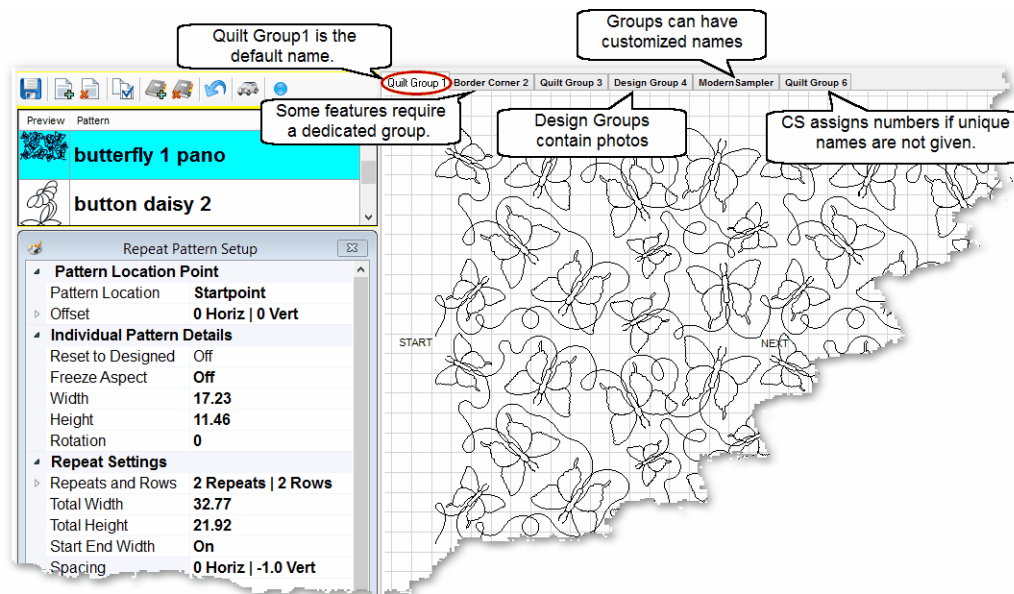 Quilt Group1 is the
default name.
Groups can have
customized names
Quilt Group 1
Border Corner 2
Quilt Group 3
Design Group 4
Modern Sampler
Quilt Group 6
Some features require
a dedicated group.
Design Groups
contain photos
CS assigns numbers if unique
names are not given.
Preview Pattern
butterfly 1 pano
button daisy 2
Repeat Pattern Setup
Pattern Location Point
Pattern Location Startpoint
Offset 0 Horiz | 0 Vert
Individual Pattern Details
Reset to Designed Off
Freeze Aspect Off
Width 17.23
Height 11.46
Rotation 0
Repeat Settings
Repeats and Rows 2 Repeats | 2 Rows
Total Width 32.77
Total Height 21.92
Start End Width On
Spacing 0 Horiz | -1.0 Vert
START
NEXT